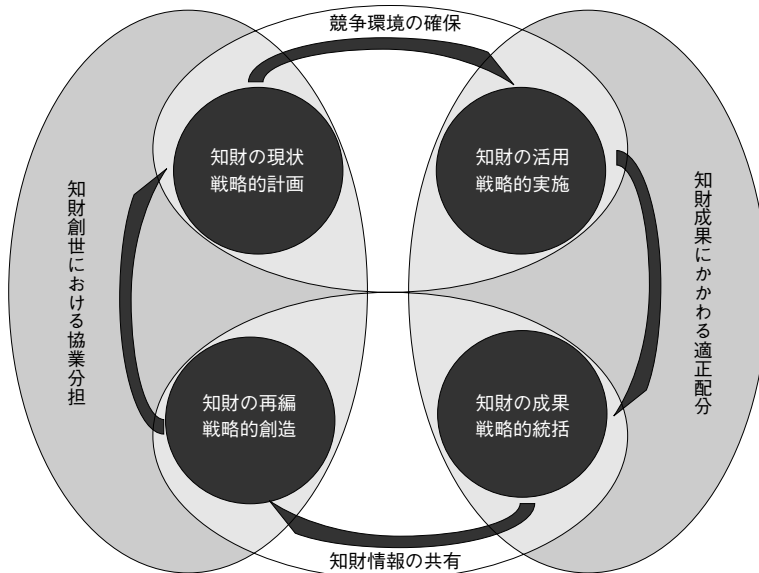 競争環境の確保
知財の現状
戦略的計画
知財の活用
戦略的実施
知財創世における協業分担
知財成果にかかわる適正配分
知財の再編
戦略的創造
知財の成果
戦略的統括
知財情報の共有